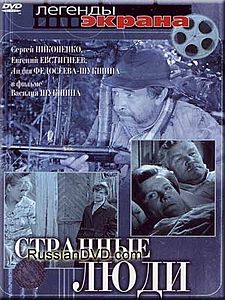 DVD
ЛЕГЕНДЫ
ЭКРАНА
Сергей НИКОНЕНКО,
Евгений ЕВСТИГНЕЕВ,
Лидия ФЕДОСЕЕВА-ШУКШИНА
в фильме
Василия ШУКШИНА
СТРАННЫЕ
RussianDVD.com
ЛЮДИ